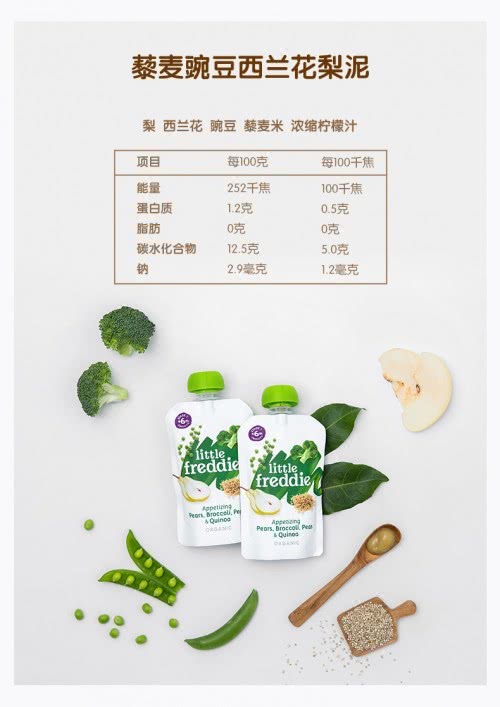 藜麦豌豆西兰花梨泥
梨 西兰花 豌豆 藜麦米 浓缩柠檬汁
项目 每100克 每100千焦
能量 252千焦 100千焦
蛋白质 1.2克 0.5克
脂肪 0克 0克
碳水化合物 12.5克 5.0克
钠 2.9毫克 1.2毫克
little
freddie
Appetizing
Pears, Broccoli, Peas
& Quinoa
ORGANIC
little
freddie
Appetizing
Pears, Broccoli, Peas
& Quinoa
ORGANIC